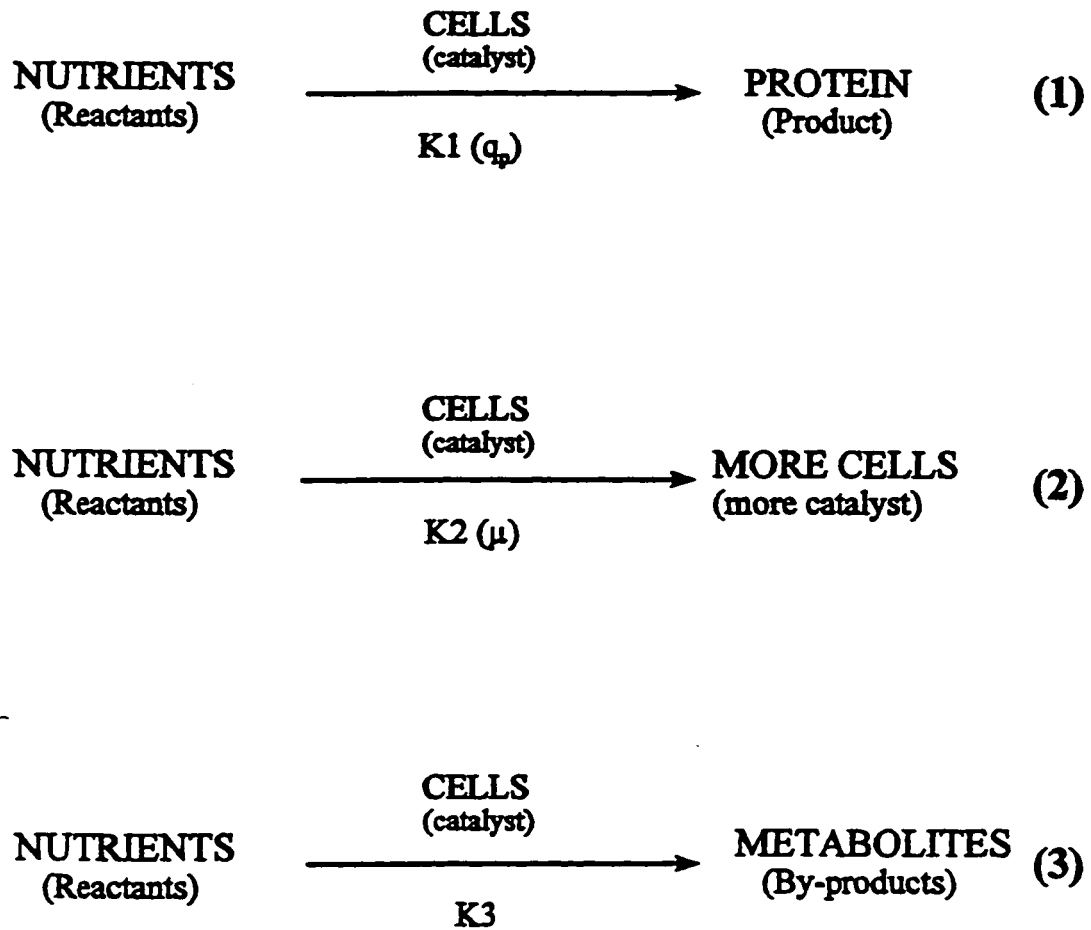 CELLS
(catalyst)
NUTRIENTS
(Reactants)
K1 (qₚ)
PROTEIN
(Product)
(1)
CELLS
(catalyst)
NUTRIENTS
(Reactants)
K2 (μ)
MORE CELLS
(more catalyst)
(2)
CELLS
(catalyst)
NUTRIENTS
(Reactants)
K3
METABOLITES
(By-products)
(3)